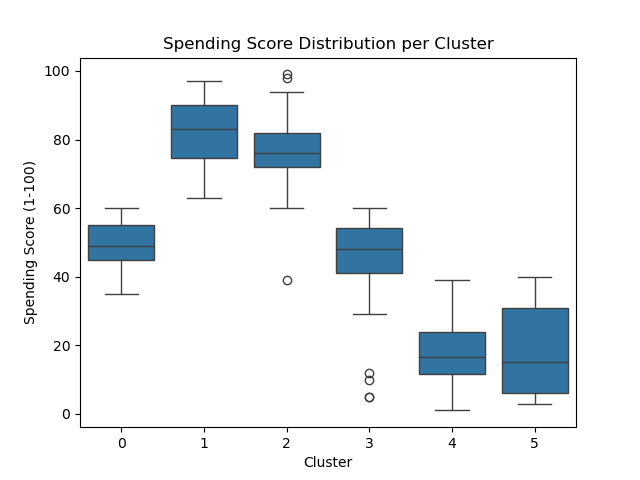 Spending Score Distribution per Cluster
100
80
60
40
20
0
Spending Score (1-100)
0 1 2 3 4 5
Cluster